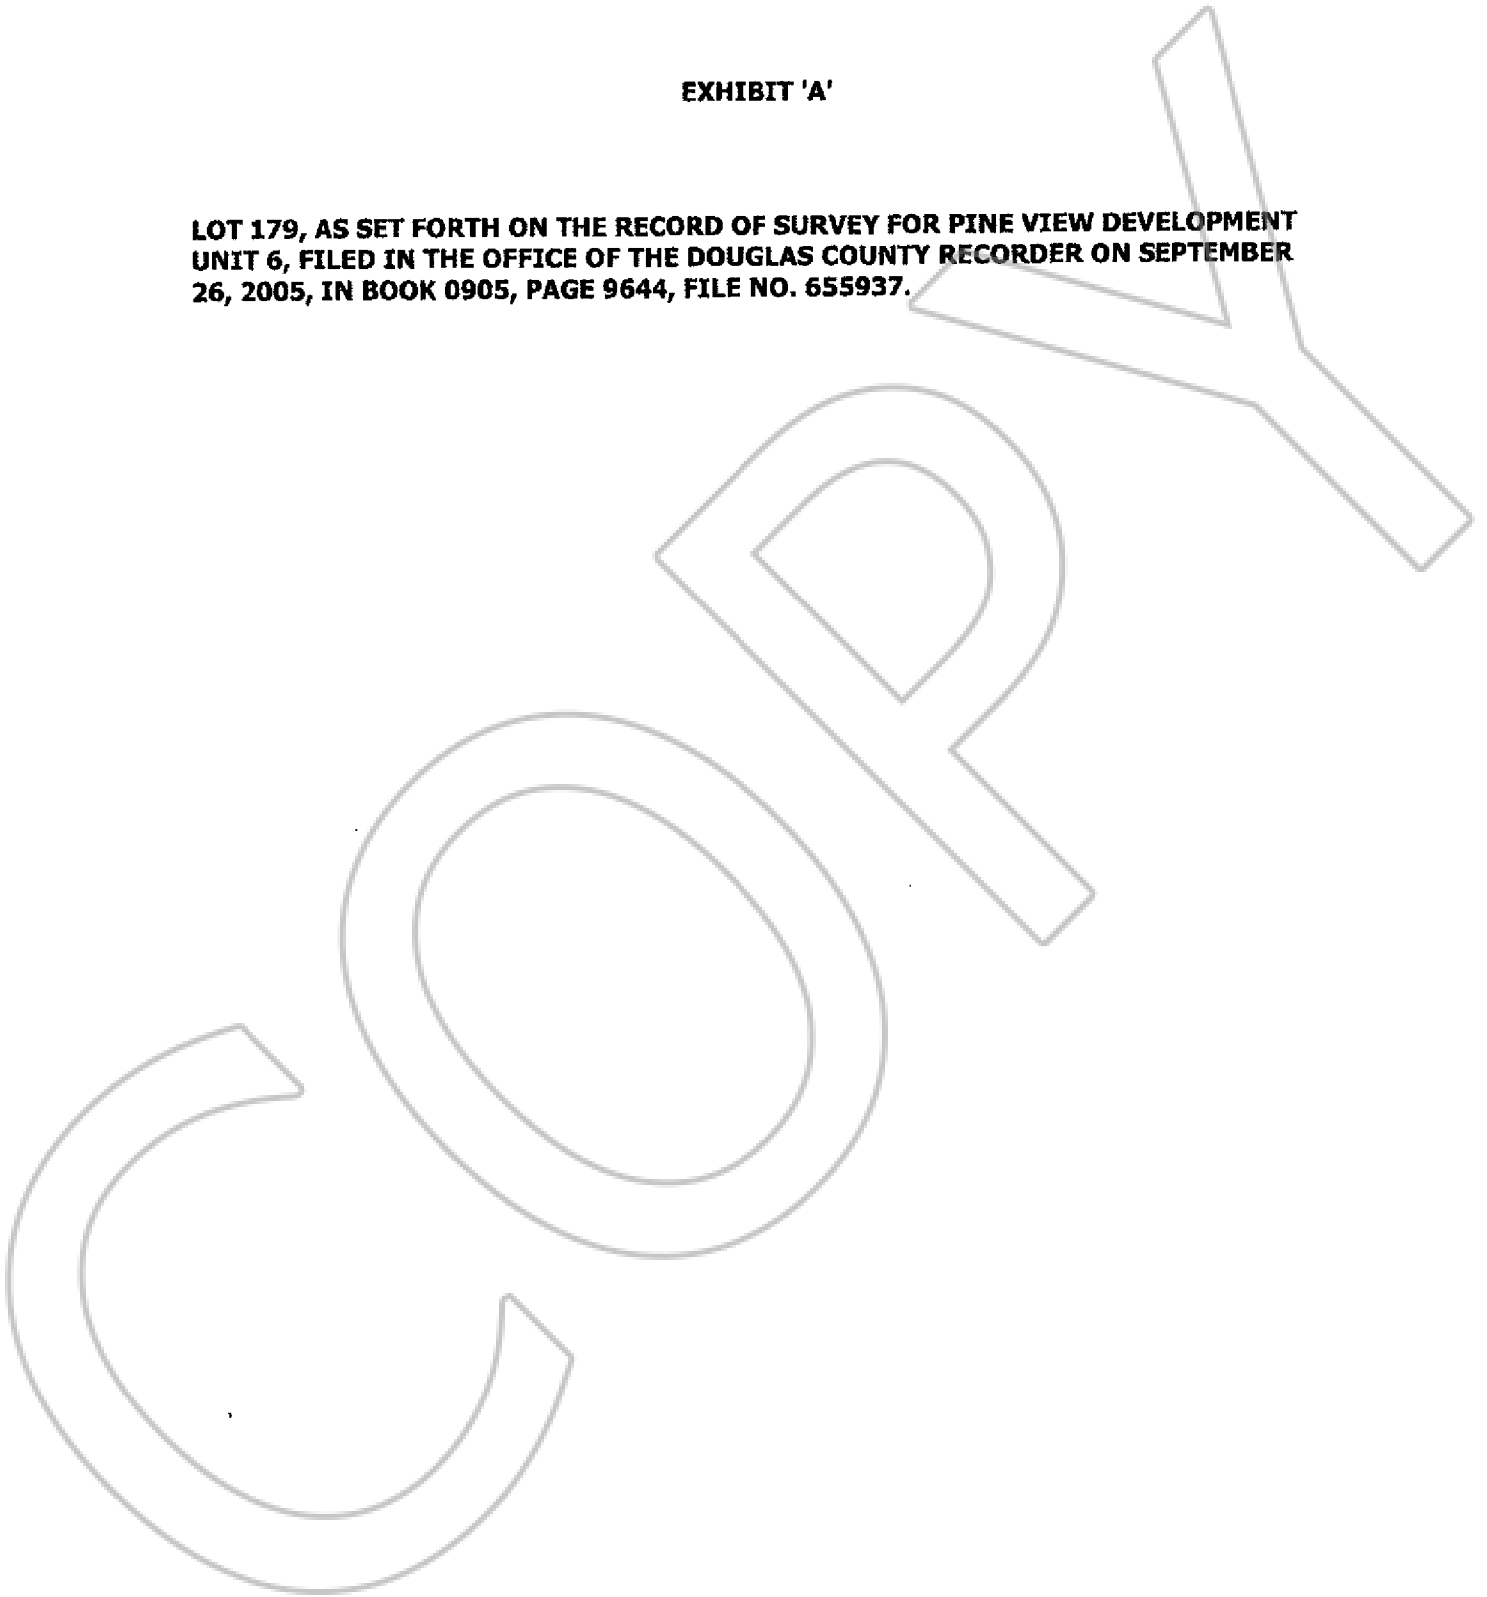 EXHIBIT 'A'
LOT 179, AS SET FORTH ON THE RECORD OF SURVEY FOR PINE VIEW DEVELOPMENT
UNIT 6, FILED IN THE OFFICE OF THE DOUGLAS COUNTY RECORDER ON SEPTEMBER
26, 2005, IN BOOK 0905, PAGE 9644, FILE NO. 655937.
COPY